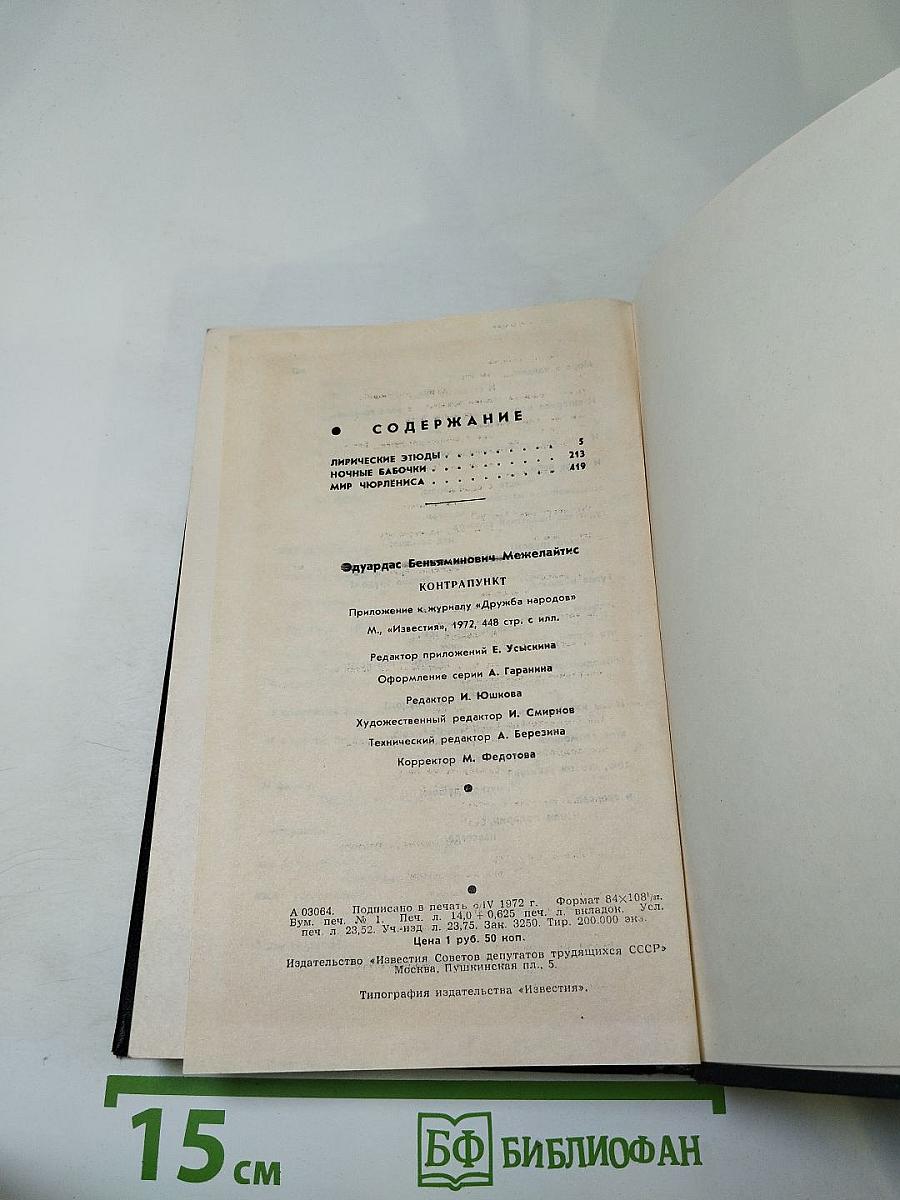 ● СОДЕРЖАНИЕ
ЛИРИЧЕСКИЕ ЭТЮДЫ . . . . . . . . . . 5
НОЧНЫЕ БАБОЧКИ . . . . . . . . . . 213
МИР ЧЮРЛЕНИСА . . . . . . . . . . 419
Эдуардас Беньяминович Межелайтис
КОНТРАПУНКТ
Приложение к журналу «Дружба народов»
М., «Известия», 1972, 448 стр. с илл.
Редактор приложений Е. Усыскина
Оформление серии А. Гаранина
Редактор И. Юшкова
Художественный редактор И. Смирнов
Технический редактор А. Березина
Корректор М. Федотова
А 03064. Подписано в печать IV 1972 г. Формат 84×108¹/₃₂.
Бум. печ. № 1. Печ. л. 14,0 + 0,625 печ. л. вкладок. Усл.
печ. л. 23,52. Уч.-изд. л. 23,75. Зак. 3250. Тир. 200.000 экз.
Цена 1 руб. 50 коп.
Издательство «Известия Советов депутатов трудящихся СССР»
Москва, Пушкинская пл., 5.
Типография издательства «Известия».
15 см
БФ БИБЛИОФАН